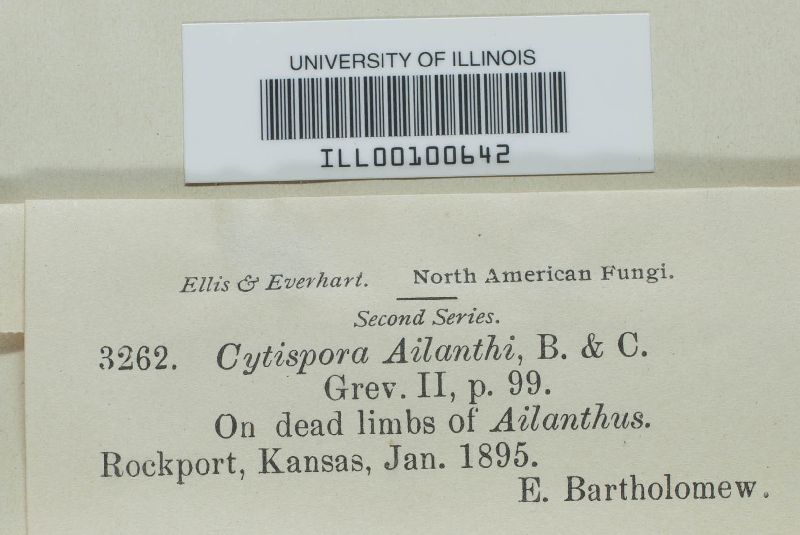 UNIVERSITY OF ILLINOIS
ILL00100642
Ellis & Everhart. North American Fungi.
Second Series.
3262. Cytispora Ailanthi, B. & C.
Grev. II, p. 99.
On dead limbs of Ailanthus.
Rockport, Kansas, Jan. 1895.
E. Bartholomew.